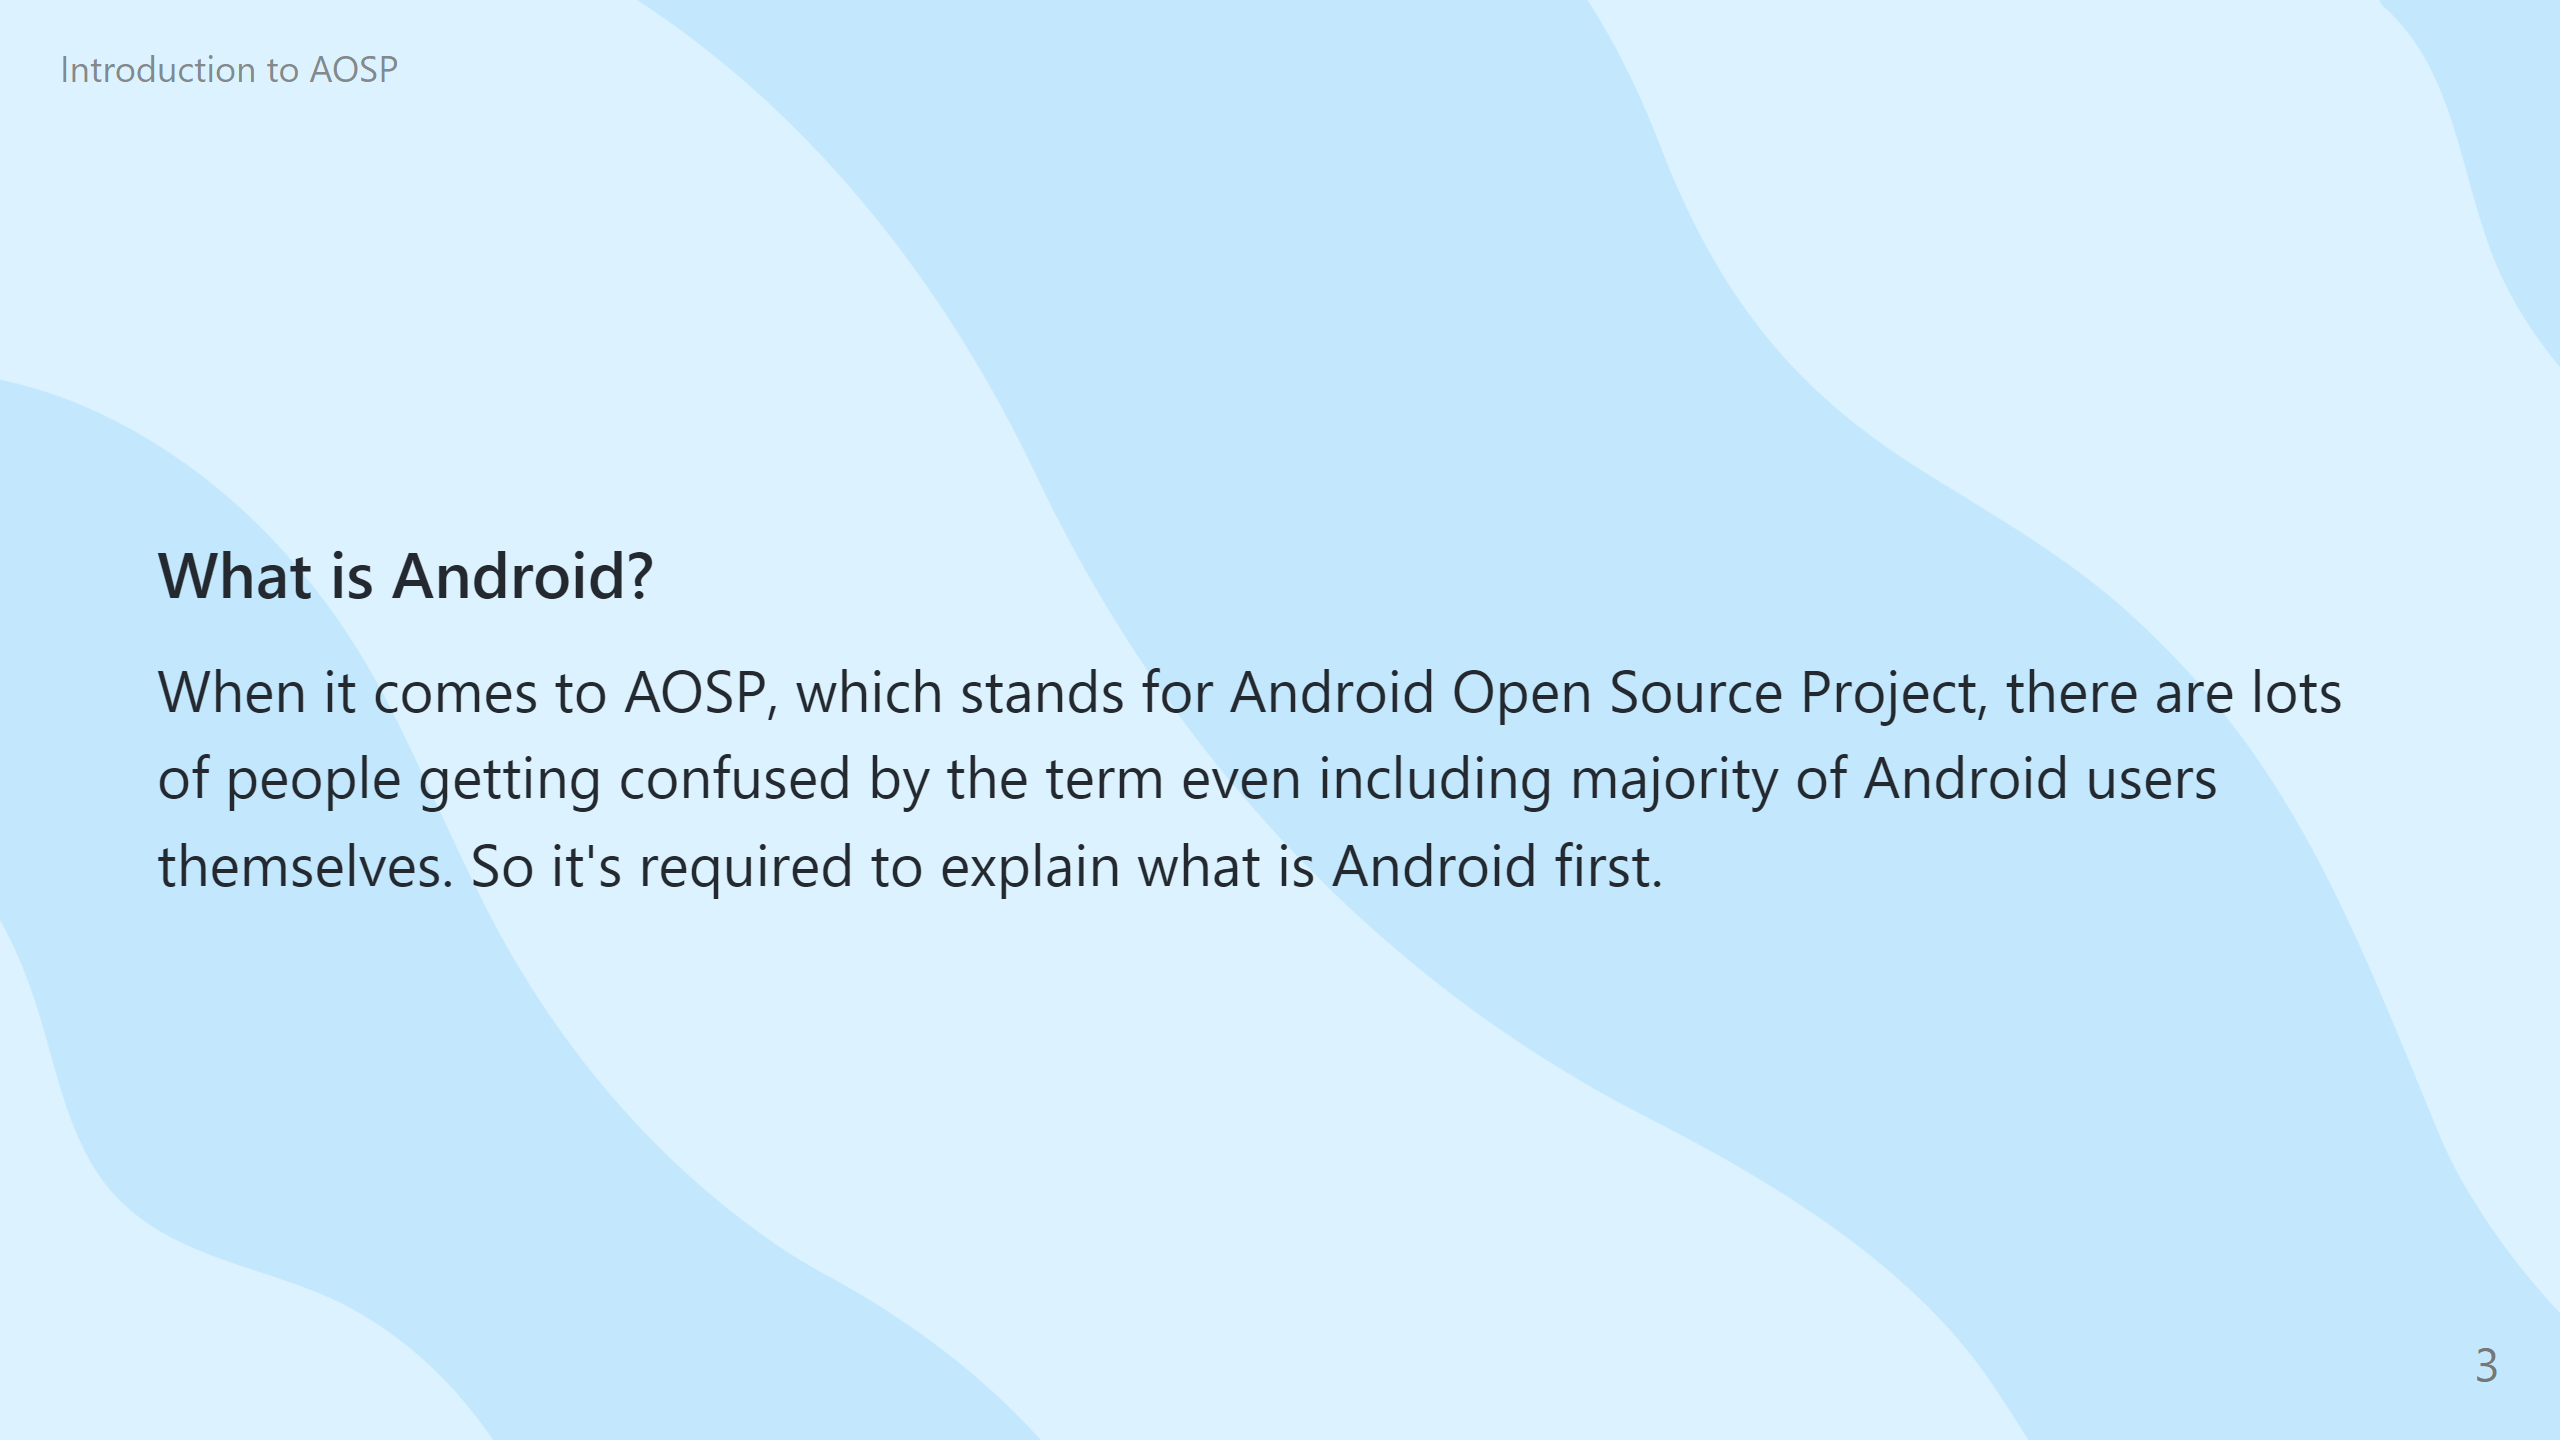 Introduction to AOSP
What is Android?
When it comes to AOSP, which stands for Android Open Source Project, there are lots
of people getting confused by the term even including majority of Android users
themselves. So it's required to explain what is Android first.
3